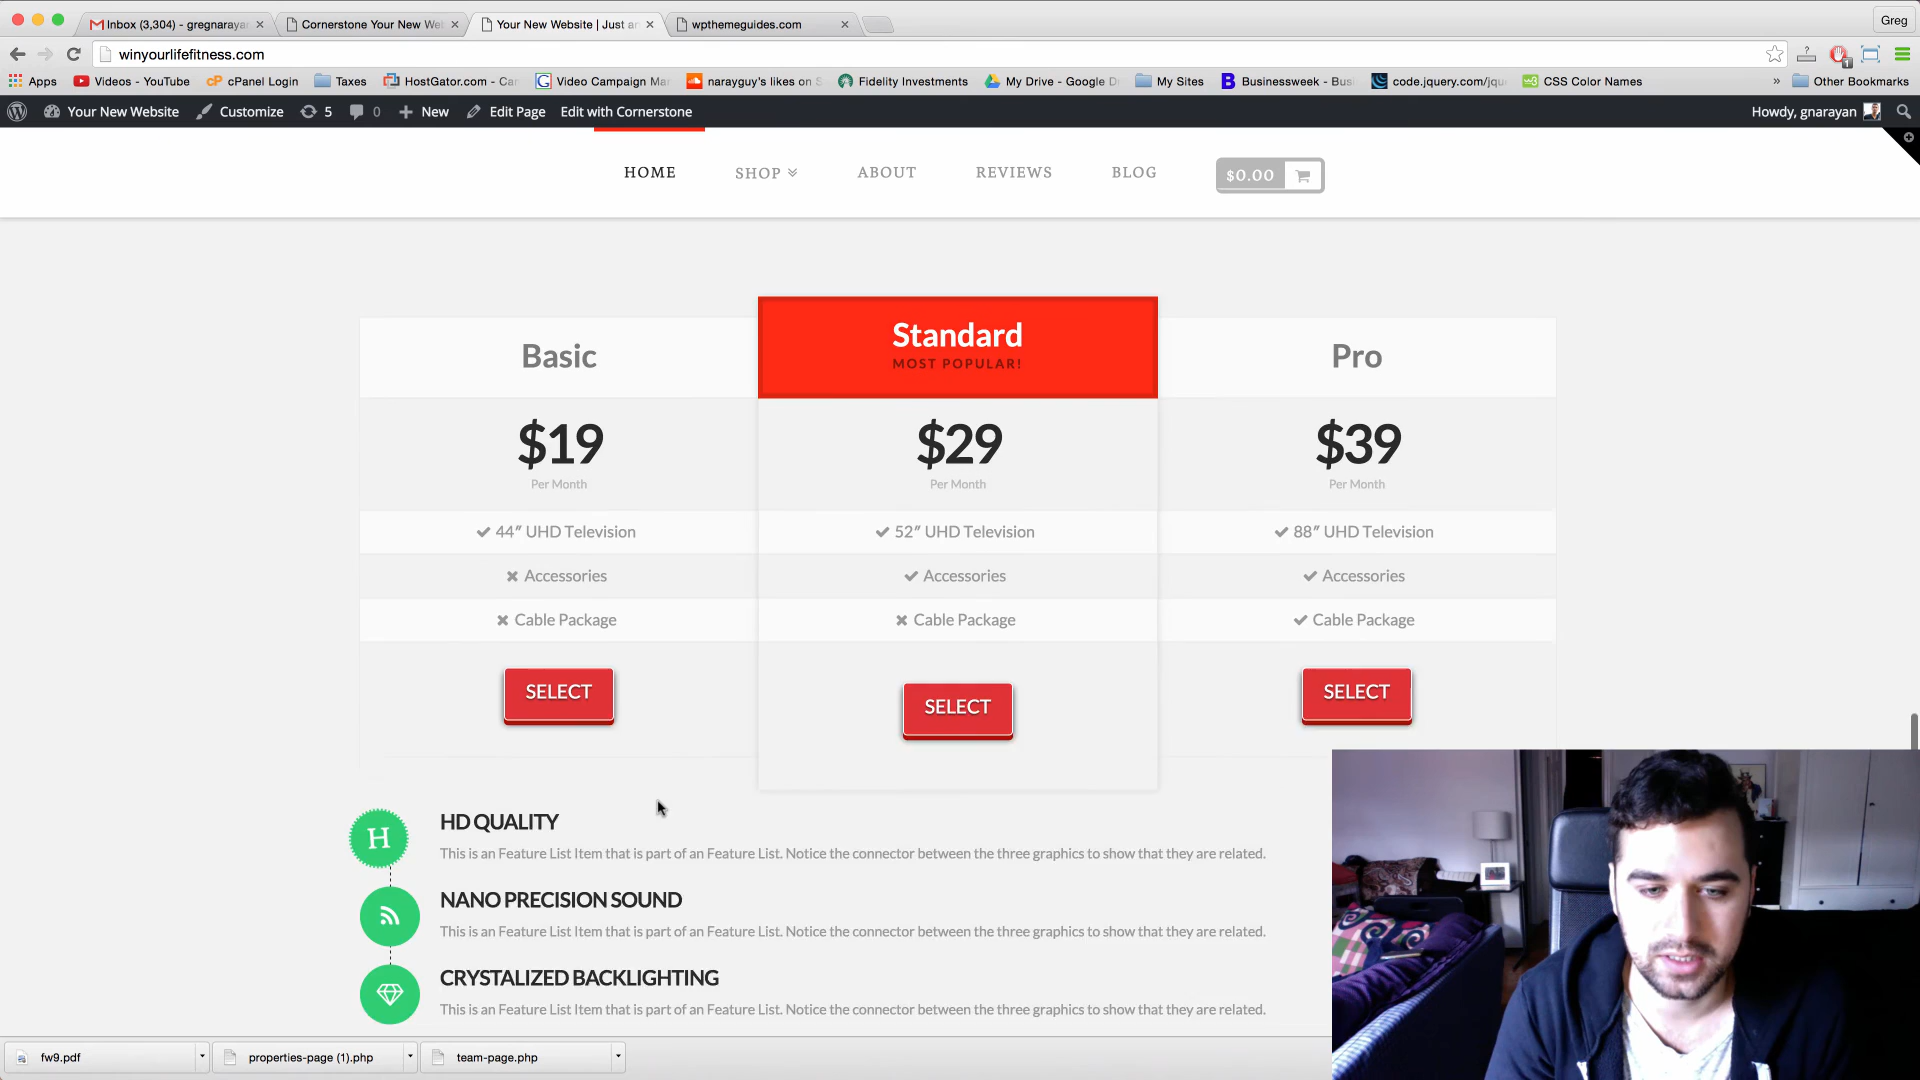 Inbox (3,304) - gregnaraya
Cornerstone Your New We
Your New Website | Just a
wpthemeguides.com
Greg
winyourlifefitness.com
Apps
Videos - YouTube
cPanel Login
Taxes
HostGator.com - Ca
Video Campaign Ma
narayguy's likes on S
Fidelity Investments
My Drive - Google D
My Sites
Businessweek - Bus
code.jquery.com/jqu
CSS Color Names
» Other Bookmarks
Your New Website
Customize
5
0
New
Edit Page
Edit with Cornerstone
Howdy, gnarayan
HOME
SHOP
ABOUT
REVIEWS
BLOG
$0.00
Basic
Standard
MOST POPULAR!
Pro
$19
$29
$39
Per Month
Per Month
Per Month
44″ UHD Television
52″ UHD Television
88″ UHD Television
Accessories
Accessories
Accessories
Cable Package
Cable Package
Cable Package
SELECT
SELECT
SELECT
H
HD QUALITY
This is an Feature List Item that is part of an Feature List. Notice the connector between the three graphics to show that they are related.
NANO PRECISION SOUND
This is an Feature List Item that is part of an Feature List. Notice the connector between the three graphics to show that they are related.
CRYSTALIZED BACKLIGHTING
This is an Feature List Item that is part of an Feature List. Notice the connector between the three graphics to show that they are related.
fw9.pdf
properties-page (1).php
team-page.php